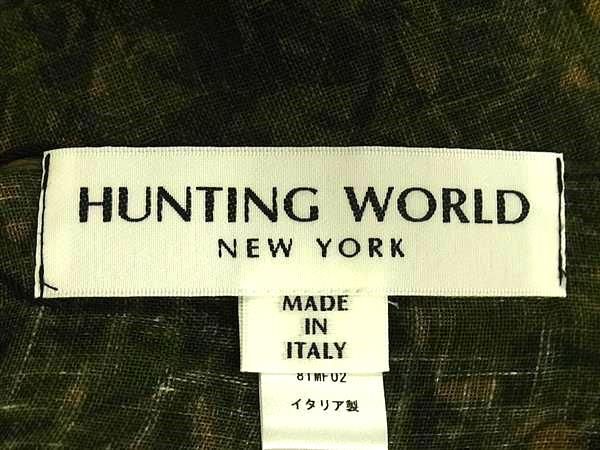 HUNTING WORLD
NEW YORK
MADE
IN
ITALY
81MF02
イタリア製